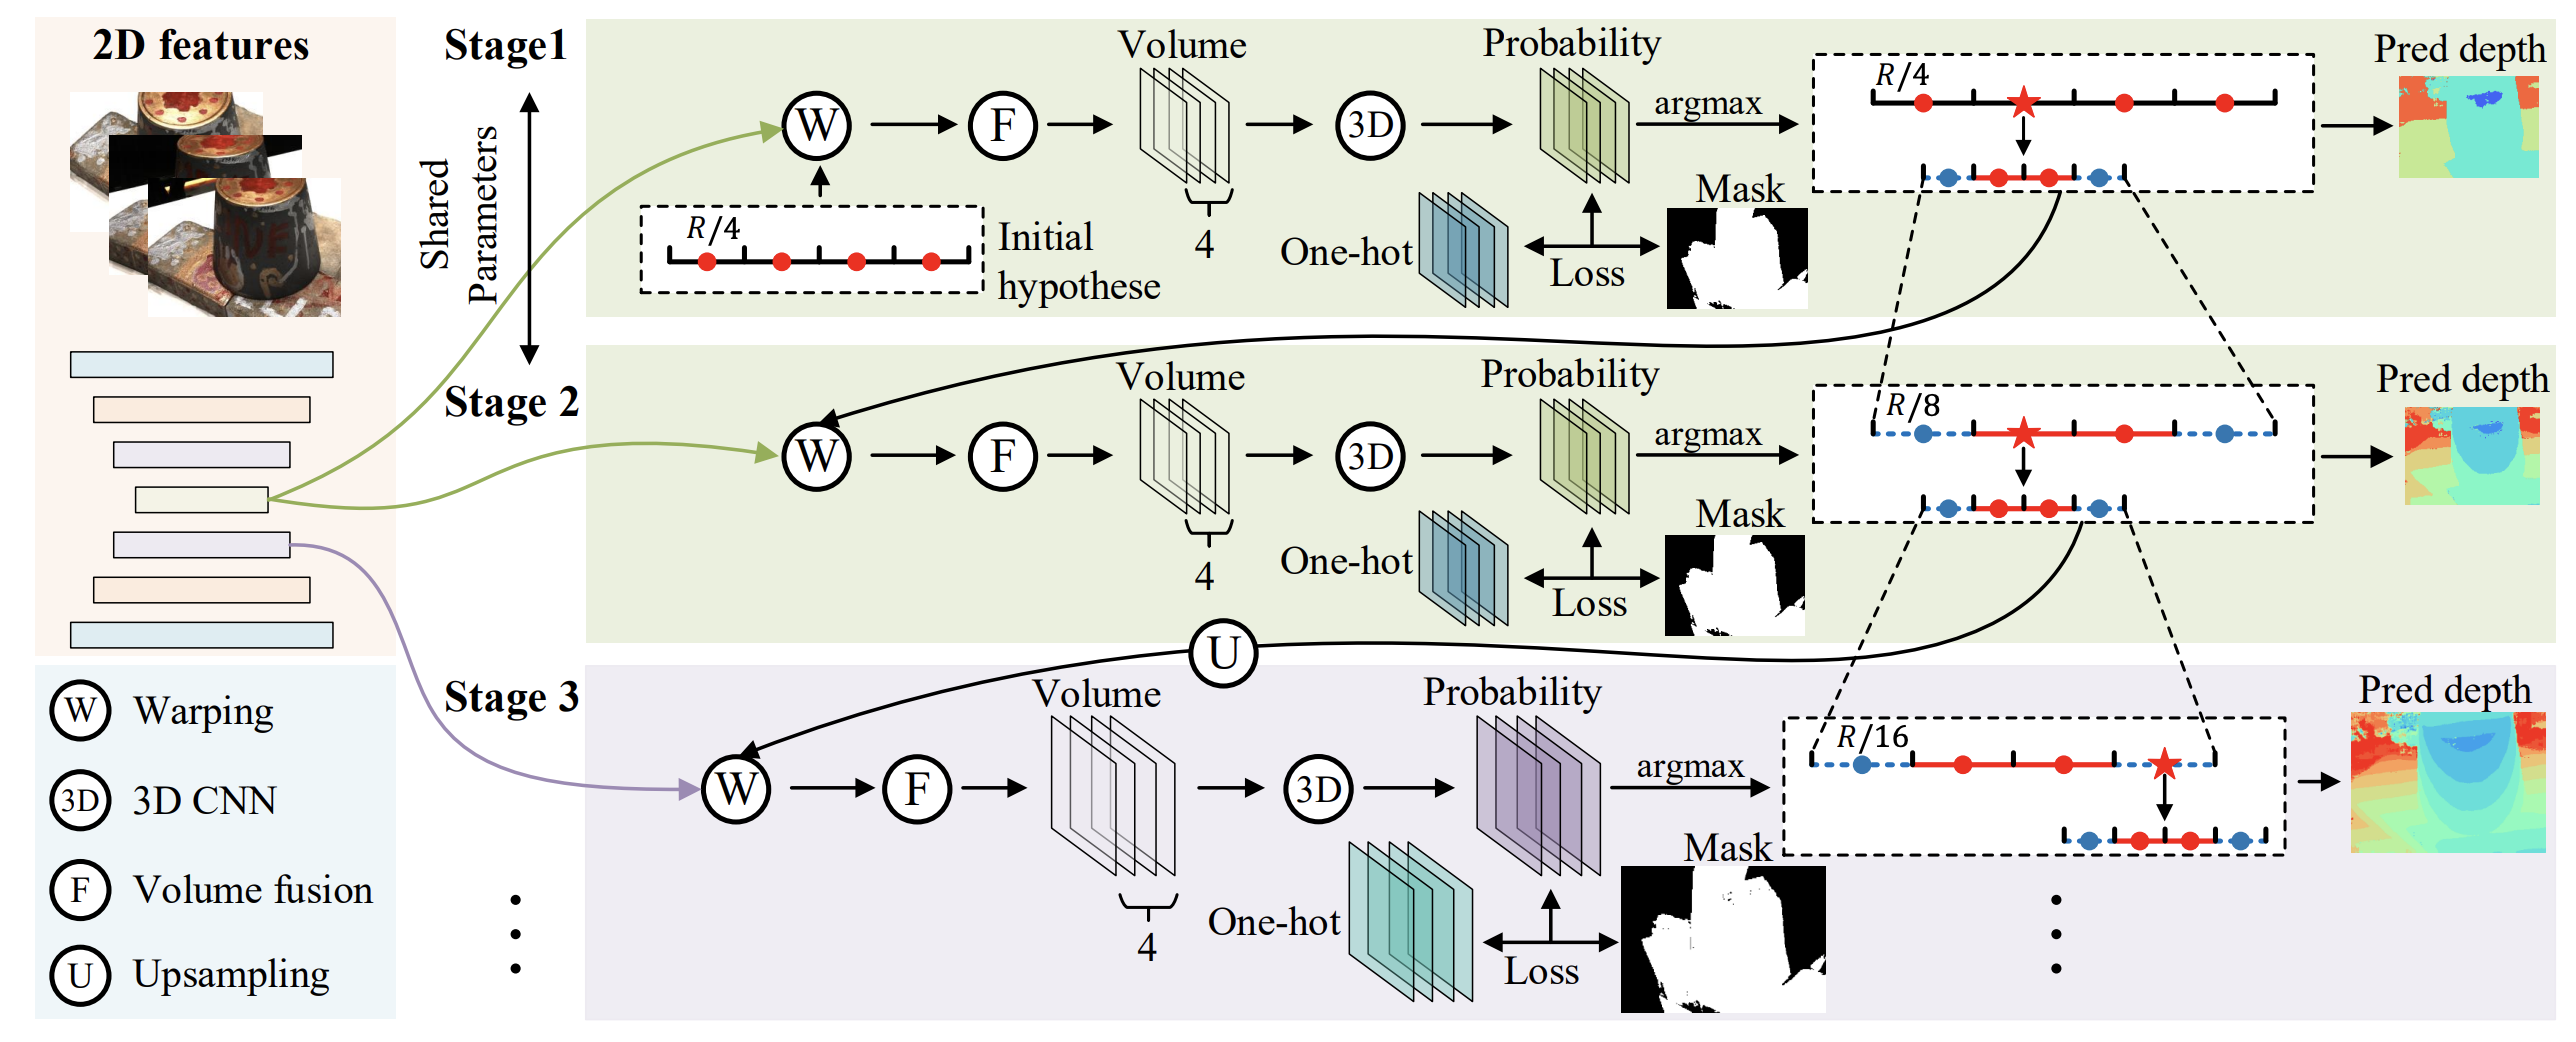 2D features
Stage1
Shared
Parameters
Volume
Probability
Pred depth
W
F
3D
argmax
R/4
R/4
Initial
hypothese
4
One-hot
Loss
Mask
Stage 2
Volume
Probability
Pred depth
W
F
3D
argmax
R/8
4
One-hot
Loss
Mask
U
Stage 3
Volume
Probability
Pred depth
W
F
3D
argmax
R/16
4
One-hot
Loss
Mask
W Warping
3D 3D CNN
F Volume fusion
U Upsampling